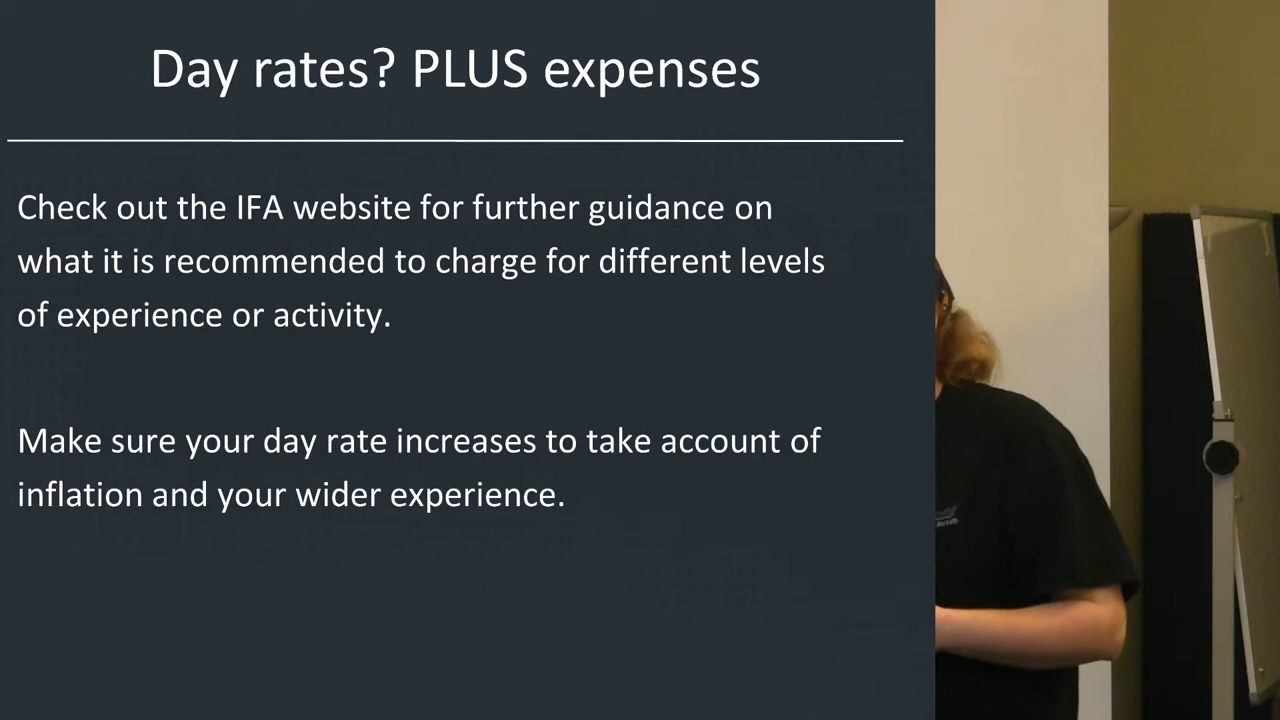 Day rates? PLUS expenses
Check out the IFA website for further guidance on
what it is recommended to charge for different levels
of experience or activity.
Make sure your day rate increases to take account of
inflation and your wider experience.